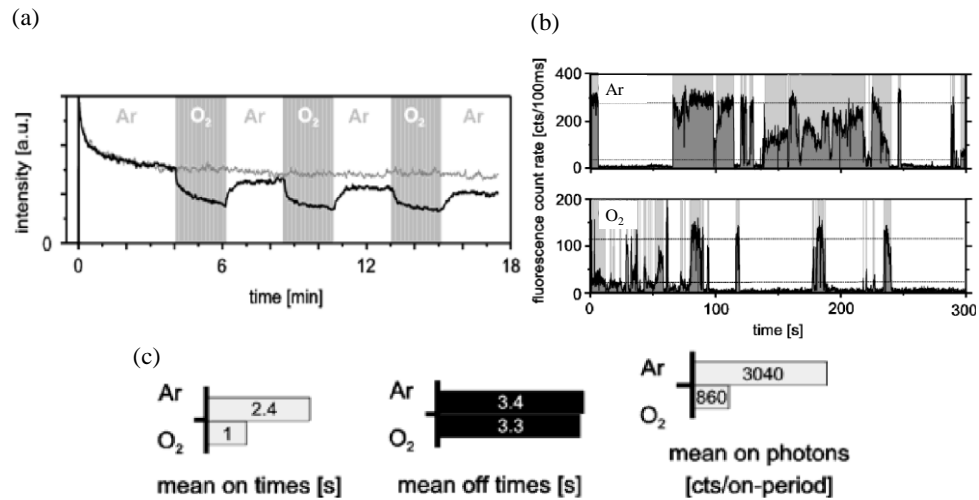 (a)
intensity [a.u.]
Ar O₂ Ar O₂ Ar O₂ Ar
0
0 6 12 18
time [min]
(b)
fluorescence count rate [cts/100ms]
400
300
200
100
0
Ar
200
100
0
O₂
0 100 200 300
time [s]
(c)
Ar
2.4
O₂
1
mean on times [s]
Ar
3.4
O₂
3.3
mean off times [s]
Ar
3040
O₂
860
mean on photons
[cts/on-period]